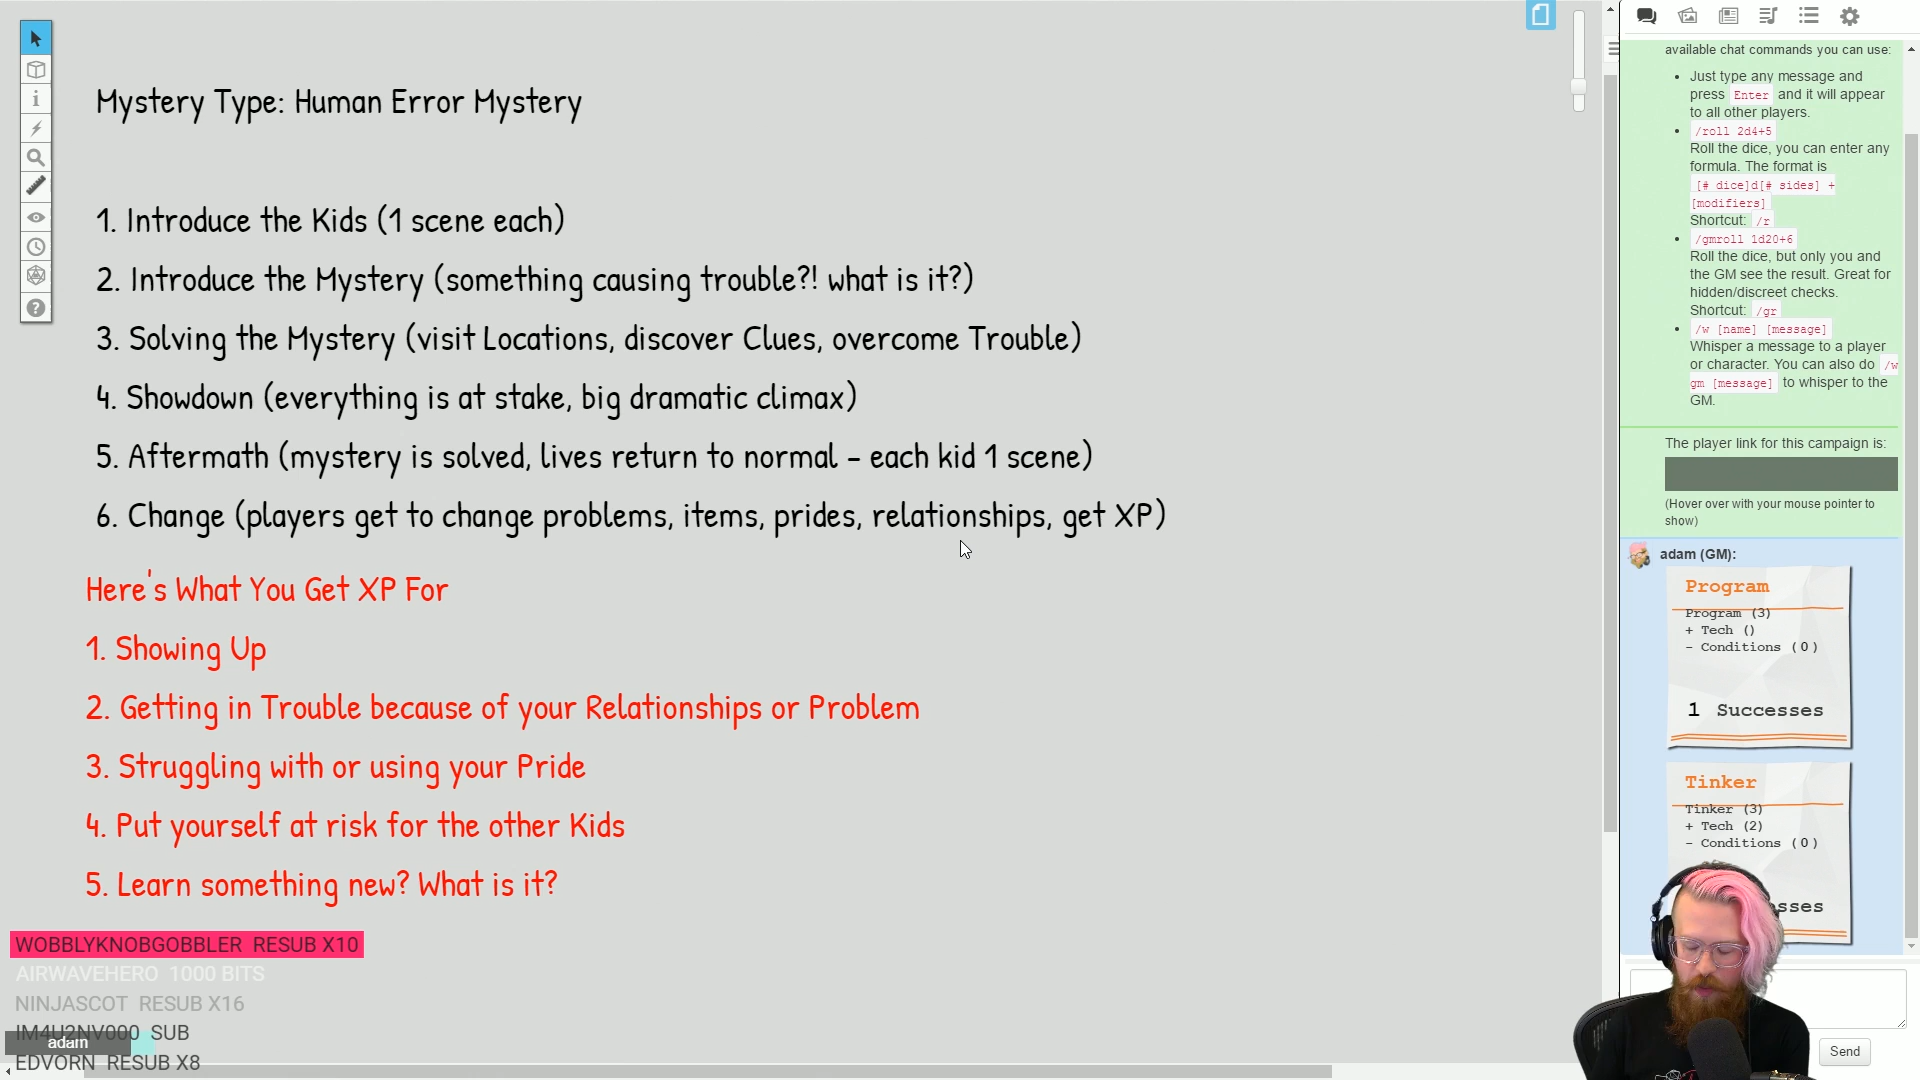 Mystery Type: Human Error Mystery
1. Introduce the Kids (1 scene each)
2. Introduce the Mystery (something causing trouble?! what is it?)
3. Solving the Mystery (visit Locations, discover Clues, overcome Trouble)
4. Showdown (everything is at stake, big dramatic climax)
5. Aftermath (mystery is solved, lives return to normal - each kid 1 scene)
6. Change (players get to change problems, items, prides, relationships, get XP)
Here's What You Get XP For
1. Showing Up
2. Getting in Trouble because of your Relationships or Problem
3. Struggling with or using your Pride
4. Put yourself at risk for the other Kids
5. Learn something new? What is it?
WOBBLYKNOBGOBBLER RESUB X10
AIRWAVEHERO 1000 BITS
NINJASCOT RESUB X16
IM4U2NV000 SUB
adam
EDVORN RESUB X8
available chat commands you can use:
• Just type any message and
press Enter and it will appear
to all other players.
• /roll 2d4+5
Roll the dice, you can enter any
formula. The format is
[# dice]d[# sides] +
[modifiers]
Shortcut: /r
• /gmroll 1d20+6
Roll the dice, but only you and
the GM see the result. Great for
hidden/discreet checks.
Shortcut: /gr
• /w [name] [message]
Whisper a message to a player
or character. You can also do /w
gm [message] to whisper to the
GM.
The player link for this campaign is:
(Hover over with your mouse pointer to
show)
adam (GM):
Program
Program (3)
+ Tech ()
- Conditions (0)
1 Successes
Tinker
Tinker (3)
+ Tech (2)
- Conditions (0)
sses
Send